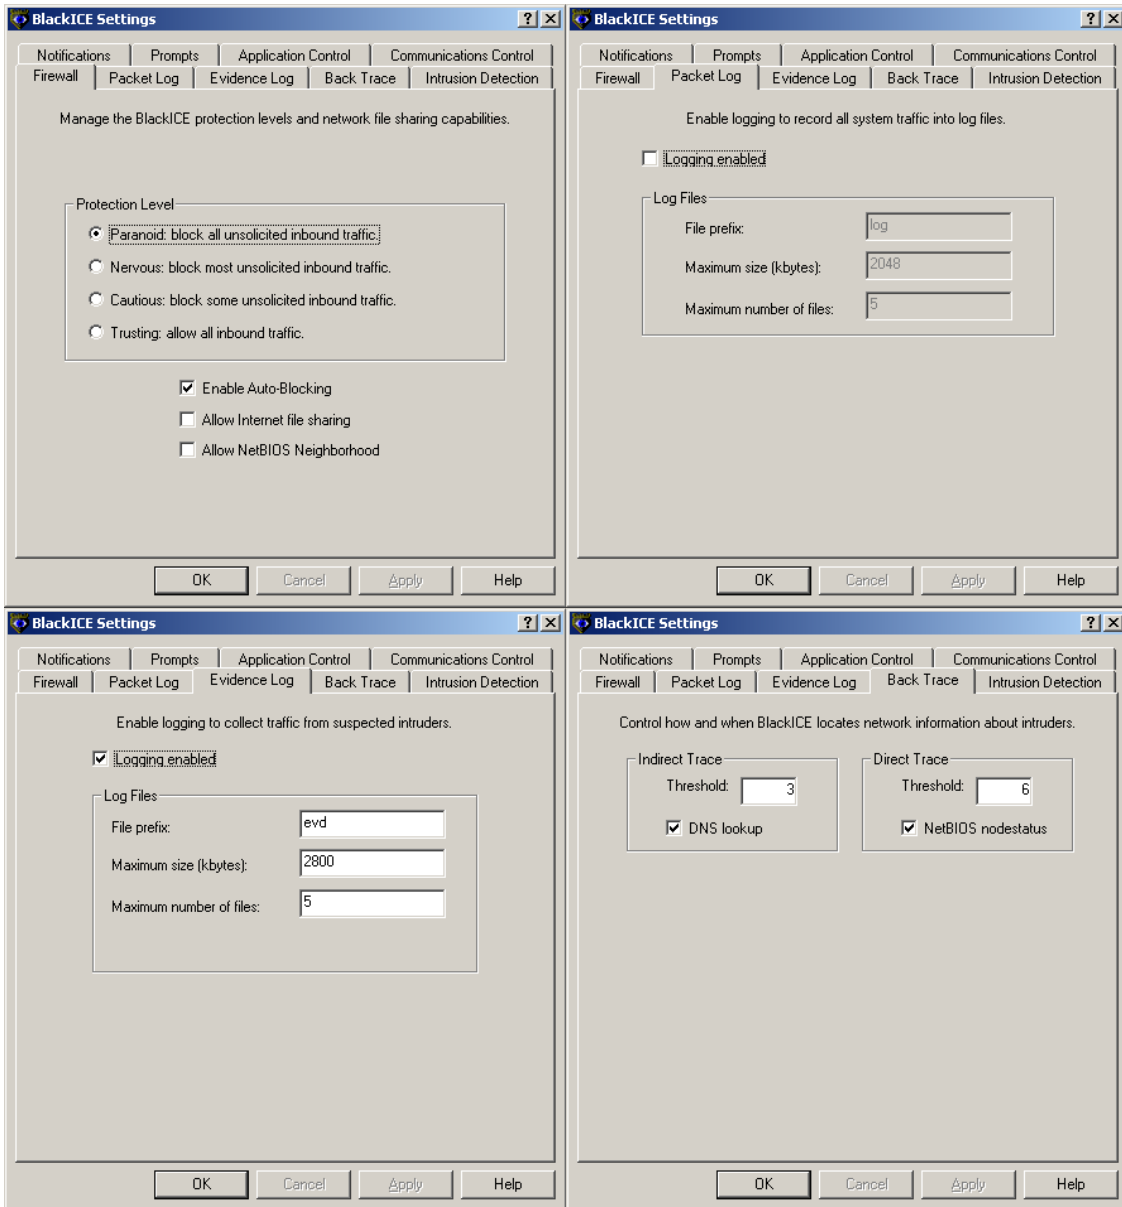 BlackICE Settings
Notifications Prompts Application Control Communications Control
Firewall Packet Log Evidence Log Back Trace Intrusion Detection
Manage the BlackICE protection levels and network file sharing capabilities.
Protection Level
Paranoid: block all unsolicited inbound traffic.
Nervous: block most unsolicited inbound traffic.
Cautious: block some unsolicited inbound traffic.
Trusting: allow all inbound traffic.
Enable Auto-Blocking
Allow Internet file sharing
Allow NetBIOS Neighborhood
OK Cancel Apply Help
BlackICE Settings
Notifications Prompts Application Control Communications Control
Firewall Packet Log Evidence Log Back Trace Intrusion Detection
Enable logging to record all system traffic into log files.
Logging enabled
Log Files
File prefix: log
Maximum size (kbytes): 2048
Maximum number of files: 5
OK Cancel Apply Help
BlackICE Settings
Notifications Prompts Application Control Communications Control
Firewall Packet Log Evidence Log Back Trace Intrusion Detection
Enable logging to collect traffic from suspected intruders.
Logging enabled
Log Files
File prefix: evd
Maximum size (kbytes): 2800
Maximum number of files: 5
OK Cancel Apply Help
BlackICE Settings
Notifications Prompts Application Control Communications Control
Firewall Packet Log Evidence Log Back Trace Intrusion Detection
Control how and when BlackICE locates network information about intruders.
Indirect Trace Direct Trace
Threshold: 3 Threshold: 6
DNS lookup NetBIOS nodestatus
OK Cancel Apply Help